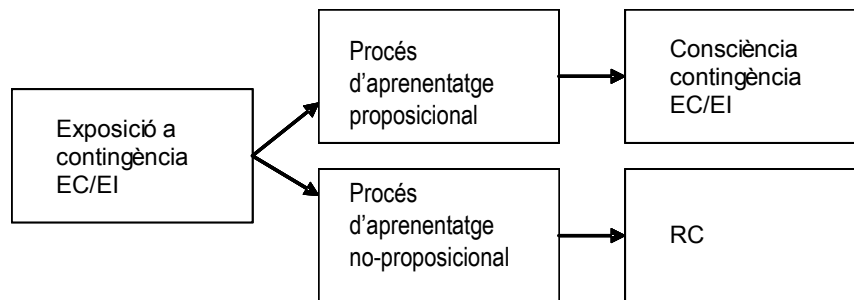 Exposició a
contingència
EC/EI
Procés
d'aprenentatge
proposicional
Consciència
contingència
EC/EI
Procés
d'aprenentatge
no-proposicional
RC